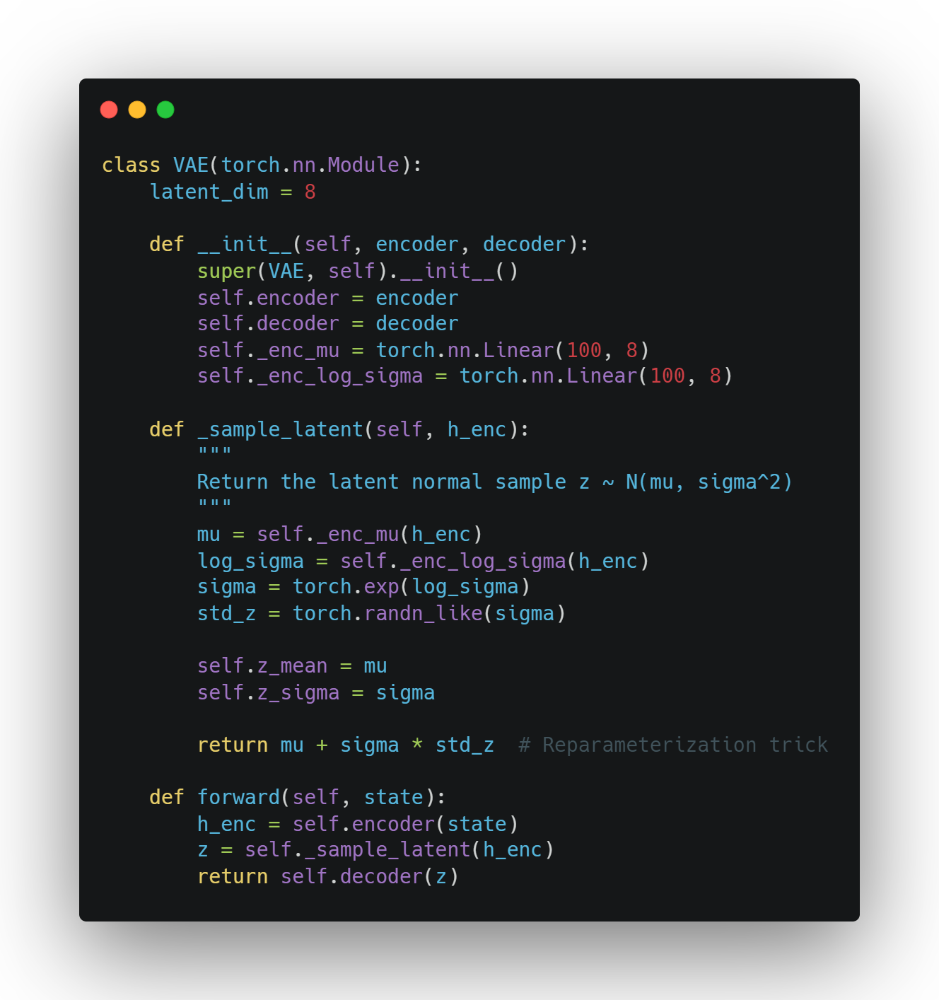 class VAE(torch.nn.Module):
    latent_dim = 8

    def __init__(self, encoder, decoder):
        super(VAE, self).__init__()
        self.encoder = encoder
        self.decoder = decoder
        self._enc_mu = torch.nn.Linear(100, 8)
        self._enc_log_sigma = torch.nn.Linear(100, 8)

    def _sample_latent(self, h_enc):
        """
        Return the latent normal sample z ~ N(mu, sigma^2)
        """
        mu = self._enc_mu(h_enc)
        log_sigma = self._enc_log_sigma(h_enc)
        sigma = torch.exp(log_sigma)
        std_z = torch.randn_like(sigma)

        self.z_mean = mu
        self.z_sigma = sigma

        return mu + sigma * std_z  # Reparameterization trick

    def forward(self, state):
        h_enc = self.encoder(state)
        z = self._sample_latent(h_enc)
        return self.decoder(z)